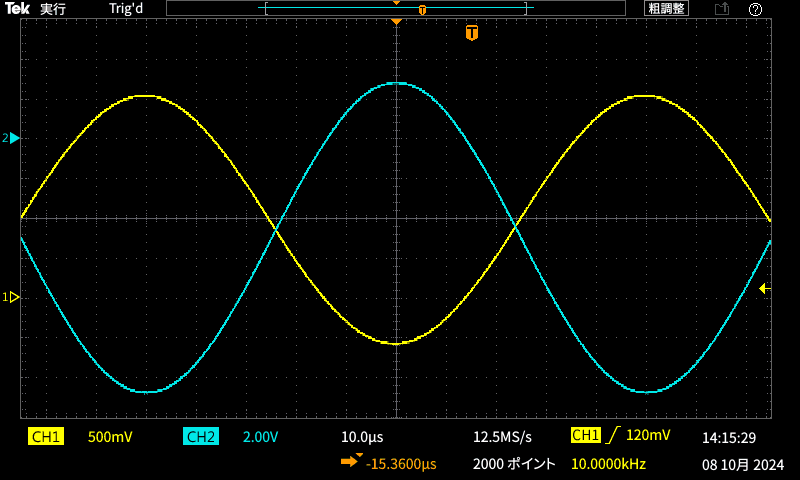 Tek 実行 Trig'd 粗調整 ?
T
T
2
1
CH1 500mV CH2 2.00V 10.0µs 12.5MS/s CH1 120mV 14:15:29
-15.3600µs 2000 ポイント 10.0000kHz 08 10月 2024